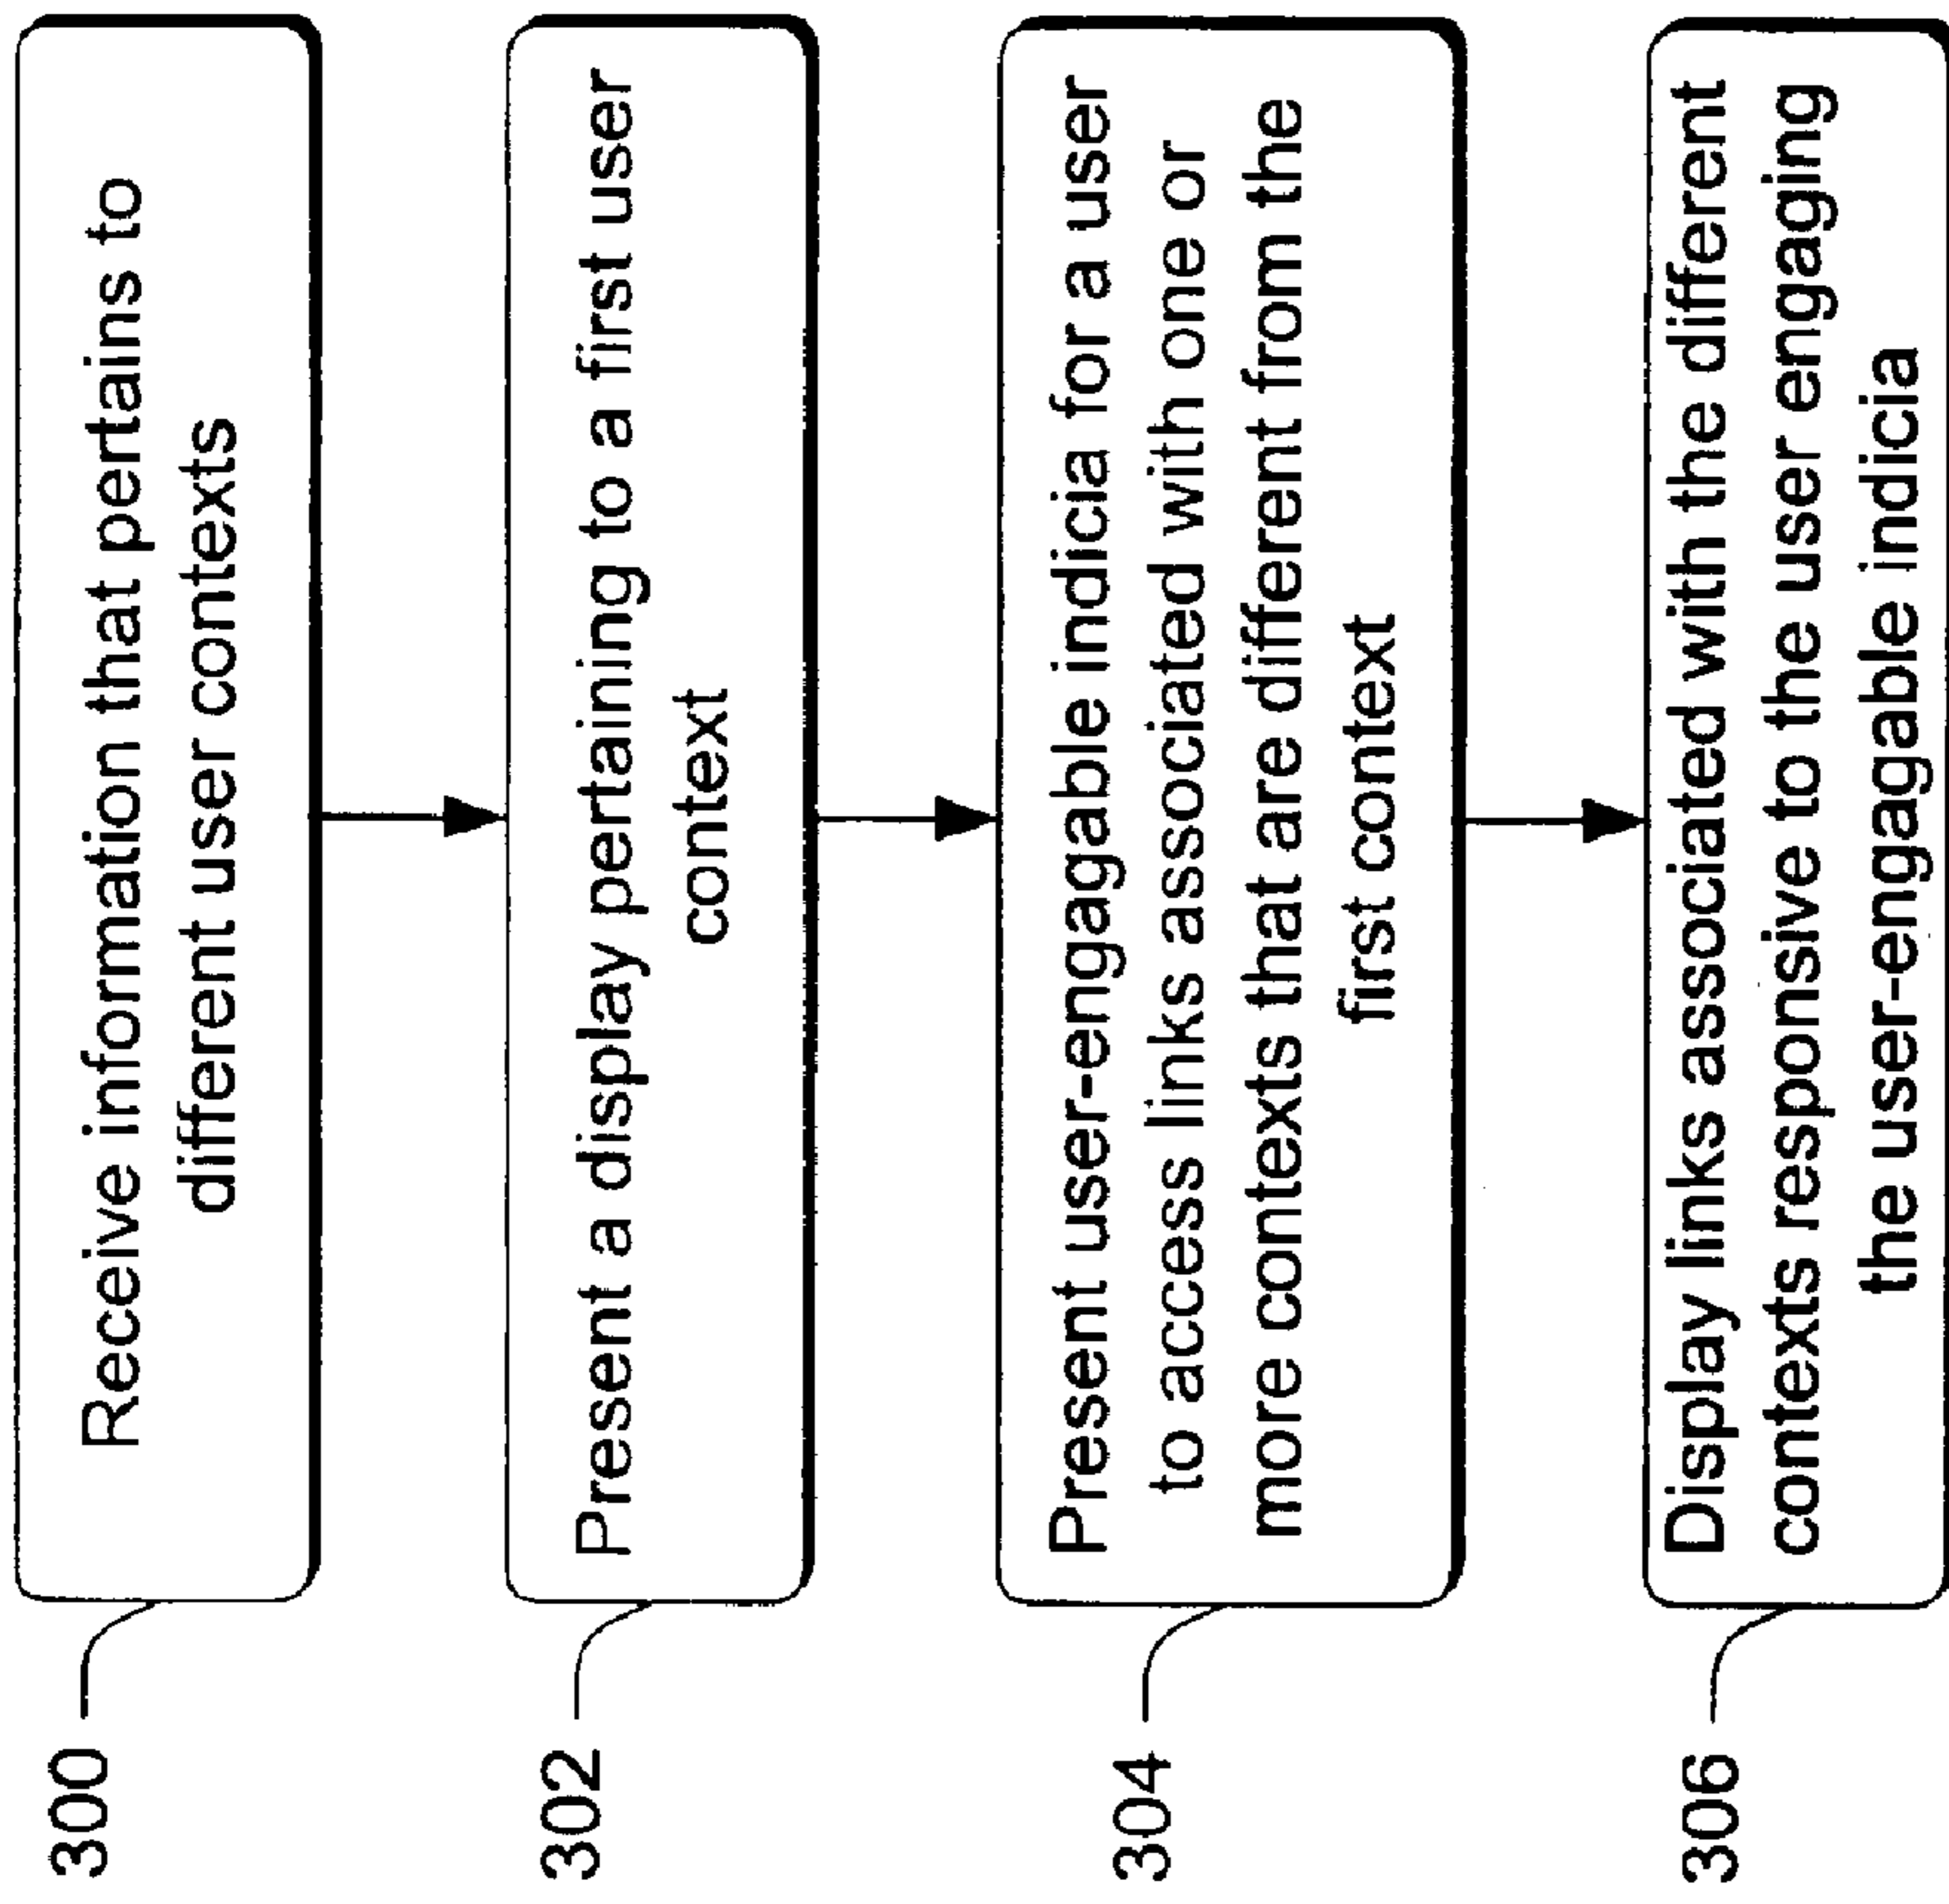 300
Receive information that pertains to
different user contexts
302
Present a display pertaining to a first user
context
304
Present user-engagable indicia for a user
to access links associated with one or
more contexts that are different from the
first context
306
Display links associated with the different
contexts responsive to the user engaging
the user-engagable indicia